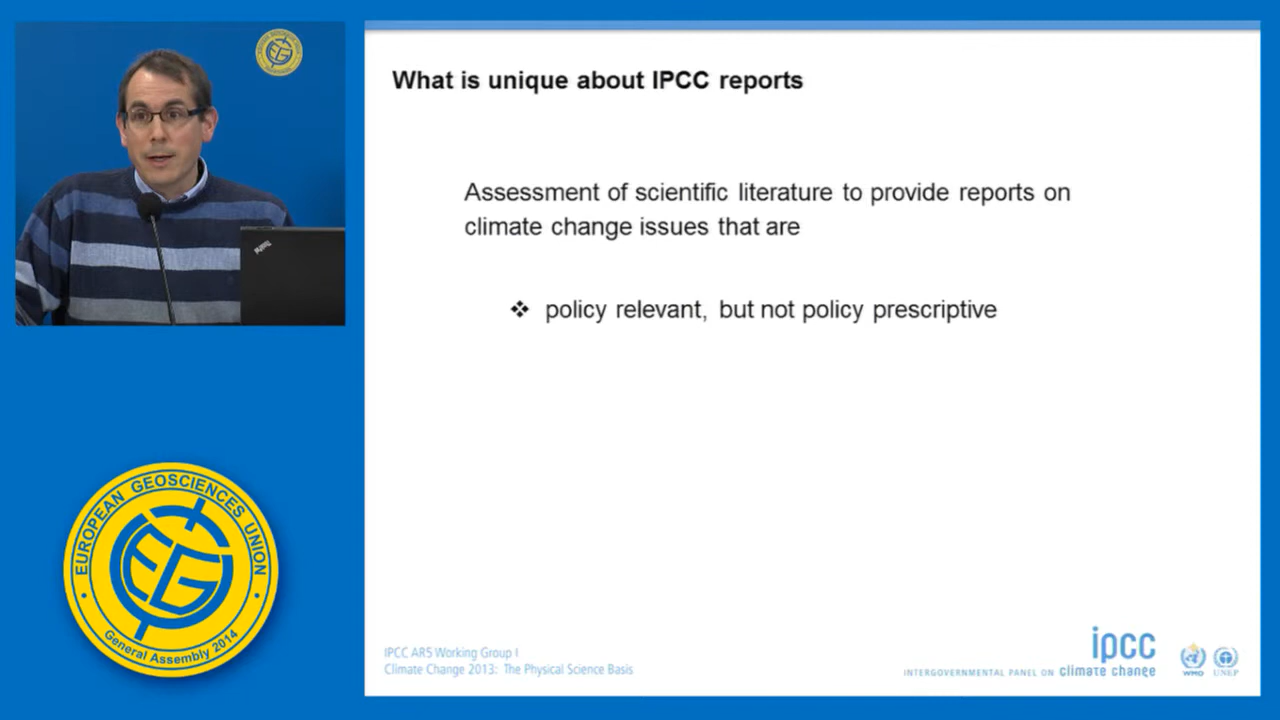 What is unique about IPCC reports
Assessment of scientific literature to provide reports on
climate change issues that are
❖ policy relevant, but not policy prescriptive
ThinkPad
EUROPEAN GEOSCIENCES UNION
EGU
General Assembly 2014
IPCC AR5 Working Group I
Climate Change 2013: The Physical Science Basis
ipcc
INTERGOVERNMENTAL PANEL ON climate change
WMO
UNEP